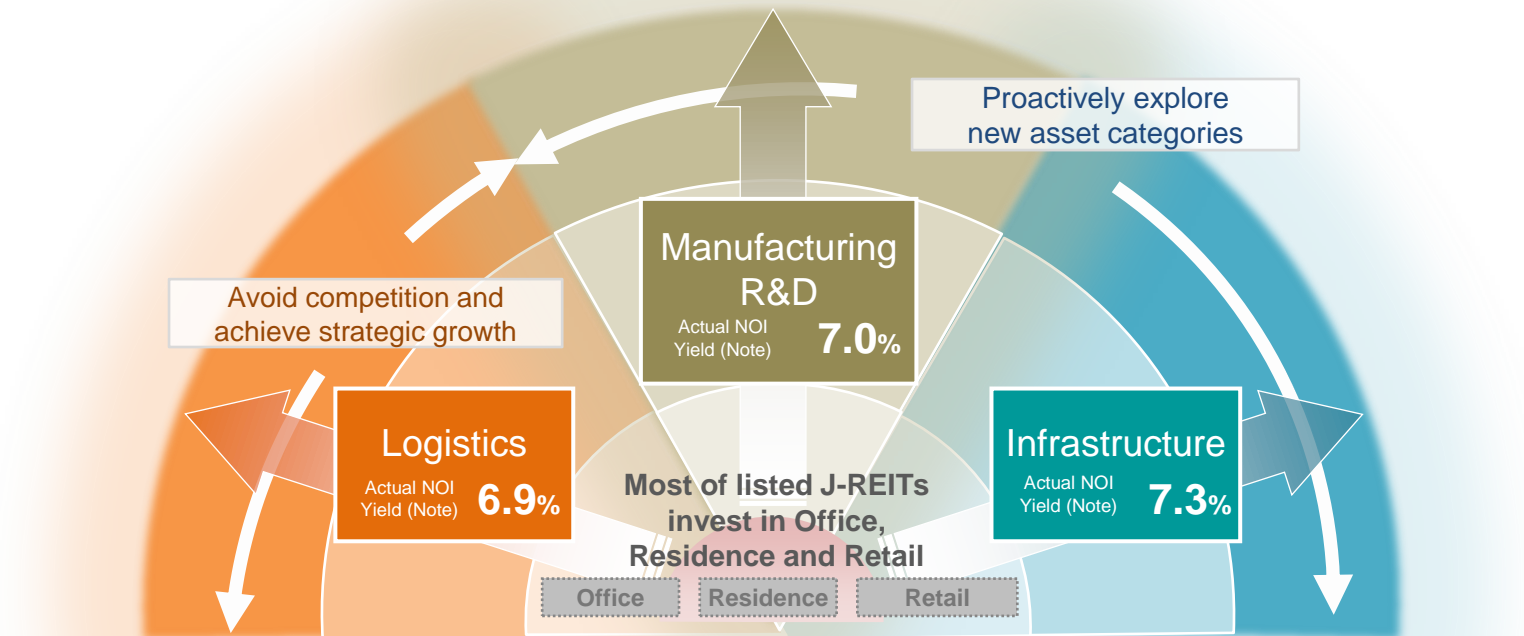 Proactively explore
new asset categories
Manufacturing
R&D
Actual NOI
Yield (Note)
7.0%
Avoid competition and
achieve strategic growth
Logistics
Actual NOI
Yield (Note)
6.9%
Infrastructure
Actual NOI
Yield (Note)
7.3%
Most of listed J-REITs
invest in Office,
Residence and Retail
Office
Residence
Retail